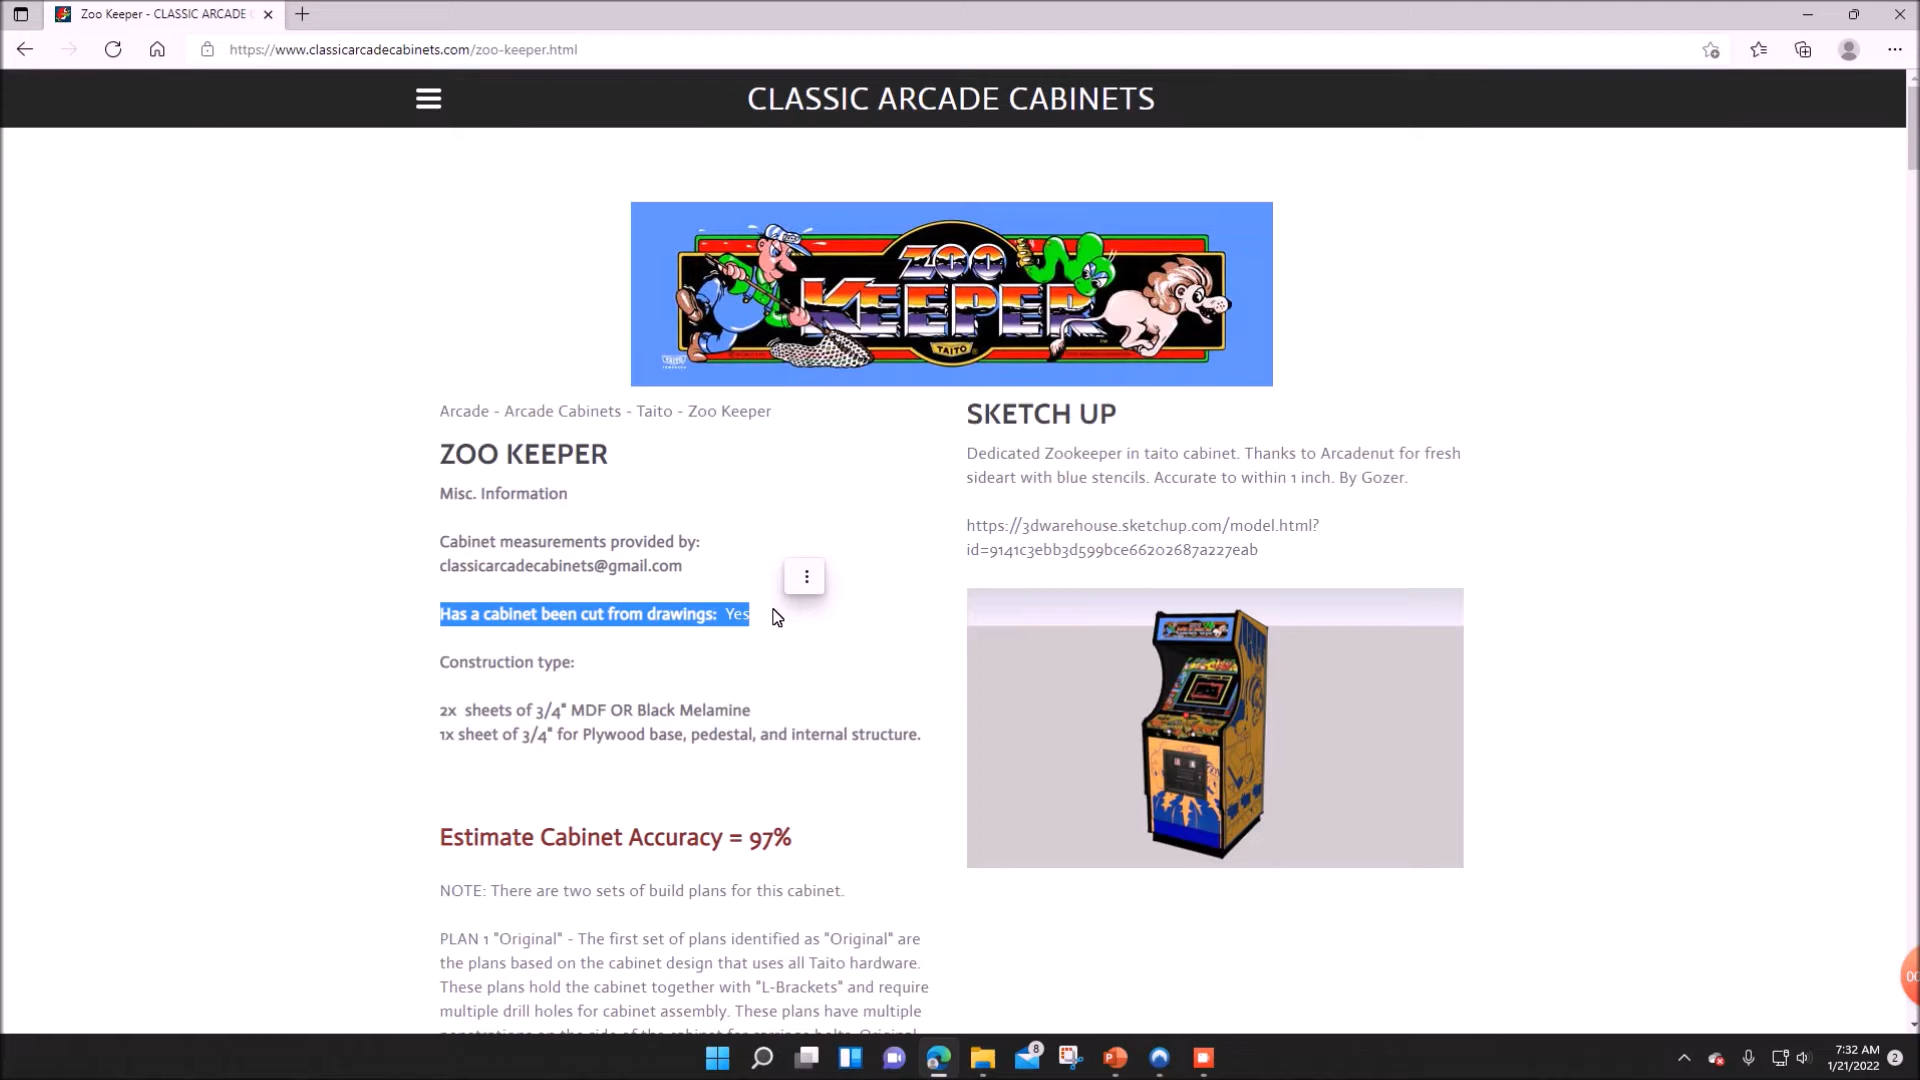 Zoo Keeper - CLASSIC ARCADE C
https://www.classicarcadecabinets.com/zoo-keeper.html
CLASSIC ARCADE CABINETS
ZOO
KEEPER
TAITO
Arcade - Arcade Cabinets - Taito - Zoo Keeper
ZOO KEEPER
Misc. Information
Cabinet measurements provided by:
classicarcadecabinets@gmail.com
Has a cabinet been cut from drawings: Yes
Construction type:
2x sheets of 3/4" MDF OR Black Melamine
1x sheet of 3/4" for Plywood base, pedestal, and internal structure.
Estimate Cabinet Accuracy = 97%
NOTE: There are two sets of build plans for this cabinet.
PLAN 1 "Original" - The first set of plans identified as "Original" are
the plans based on the cabinet design that uses all Taito hardware.
These plans hold the cabinet together with "L-Brackets" and require
multiple drill holes for cabinet assembly. These plans have multiple
SKETCH UP
Dedicated Zookeeper in taito cabinet. Thanks to Arcadenut for fresh
sideart with blue stencils. Accurate to within 1 inch. By Gozer.
https://3dwarehouse.sketchup.com/model.html?
id=9141c3ebb3d599bce66202687a227eab
8
7:32 AM
1/21/2022
2